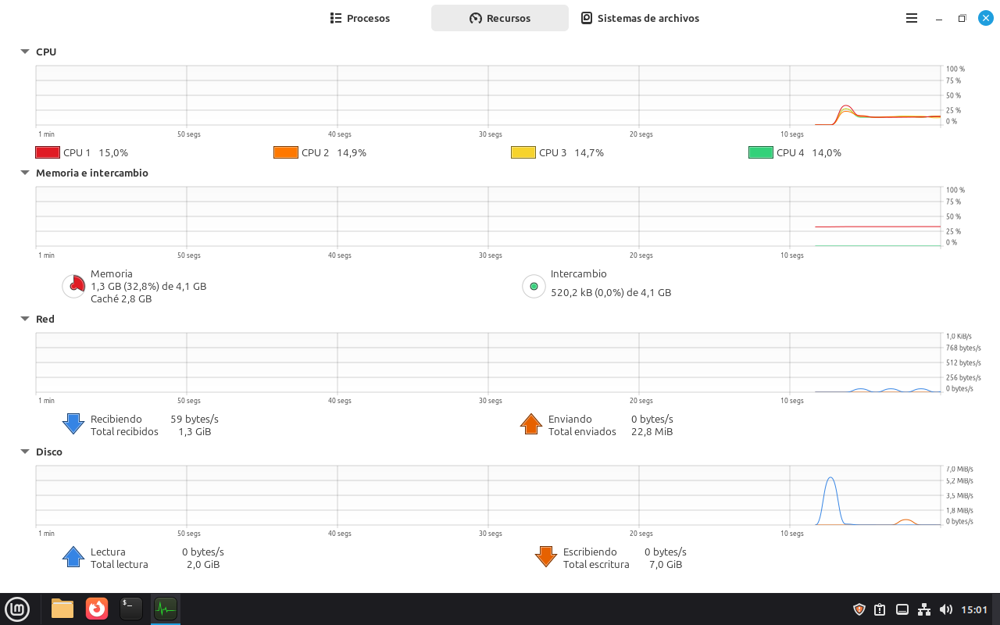 Procesos Recursos Sistemas de archivos
CPU
100 %
75 %
50 %
25 %
0 %
1 min 50 segs 40 segs 30 segs 20 segs 10 segs
CPU 1 15,0% CPU 2 14,9% CPU 3 14,7% CPU 4 14,0%
Memoria e intercambio
100 %
75 %
50 %
25 %
0 %
1 min 50 segs 40 segs 30 segs 20 segs 10 segs
Memoria
1,3 GB (32,8%) de 4,1 GB
Caché 2,8 GB
Intercambio
520,2 kB (0,0%) de 4,1 GB
Red
1,0 KiB/s
768 bytes/s
512 bytes/s
256 bytes/s
0 bytes/s
1 min 50 segs 40 segs 30 segs 20 segs 10 segs
Recibiendo 59 bytes/s
Total recibidos 1,3 GiB
Enviando 0 bytes/s
Total enviados 22,8 MiB
Disco
7,0 MiB/s
5,2 MiB/s
3,5 MiB/s
1,8 MiB/s
0 bytes/s
1 min 50 segs 40 segs 30 segs 20 segs 10 segs
Lectura 0 bytes/s
Total lectura 2,0 GiB
Escribiendo 0 bytes/s
Total escritura 7,0 GiB
$_
15:01